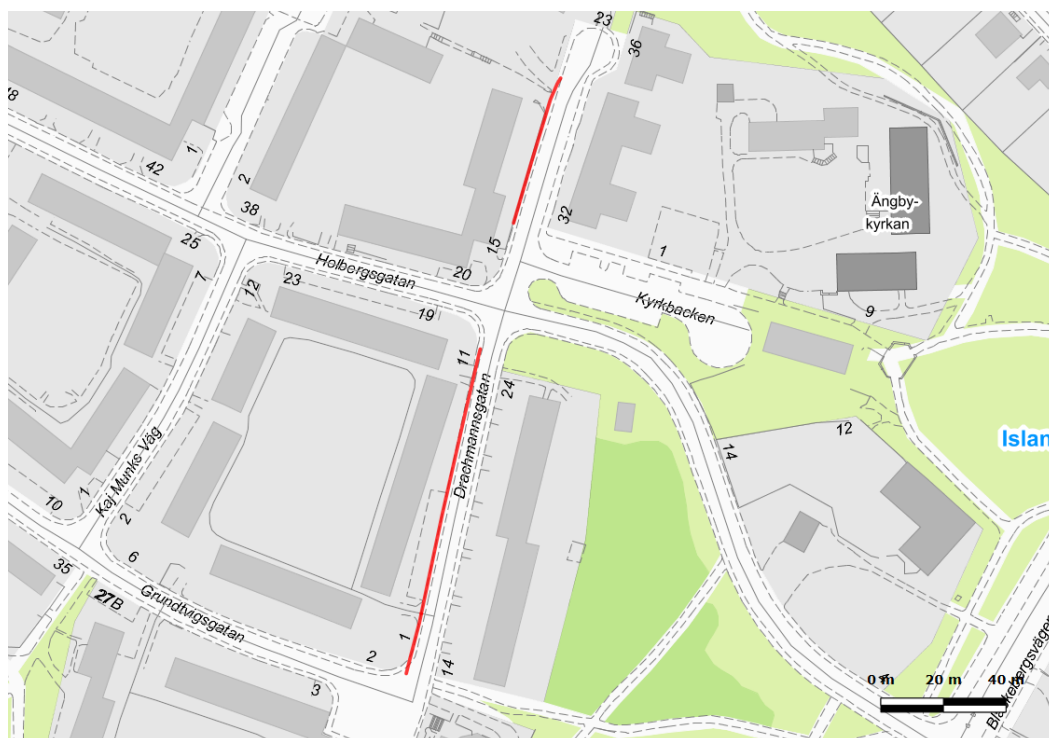 23
36
48
42
1
2
38
32
Ängby-
kyrkan
25
7
15
1
Holbergsgatan
20
12
23
19
Kyrkbacken
9
11
24
Drachmannsgatan
Islan
12
14
Kaj Munks Väg
10
1
2
6
35
27B
Grundtvigsgatan
1
2
14
3
0 m
20 m
40 m
Blackebergsvägen